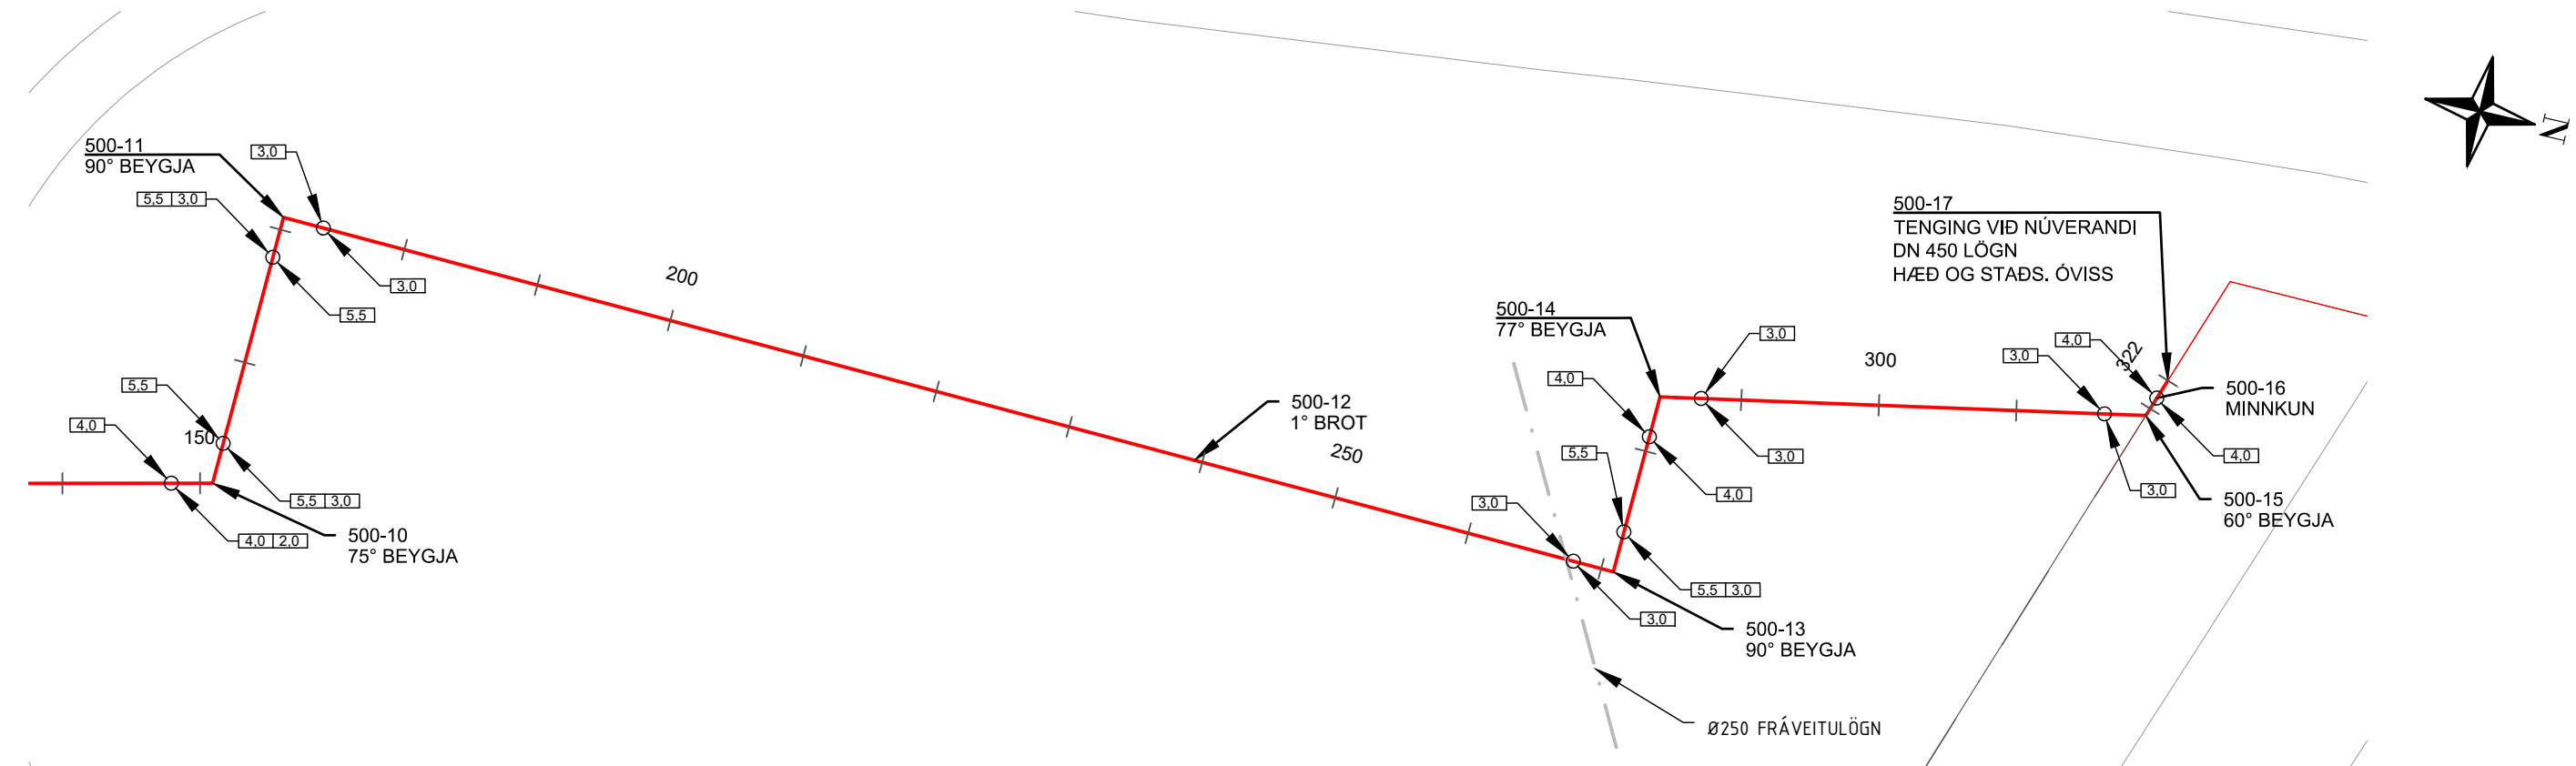 500-11
90° BEYGJA
3,0
5,5 3,0
3,0
5,5
5,5
4,0
150
5,5 3,0
4,0 2,0
500-10
75° BEYGJA
200
500-12
1° BROT
250
500-14
77° BEYGJA
3,0
4,0
3,0
4,0
5,5
3,0
5,5 3,0
3,0
500-13
90° BEYGJA
Ø250 FRÁVEITULÖGN
300
500-17
TENGING VIÐ NÚVERANDI
DN 450 LÖGN
HÆÐ OG STAÐS. ÓVISS
4,0
3,0
322
500-16
MINNKUN
4,0
3,0
500-15
60° BEYGJA
N